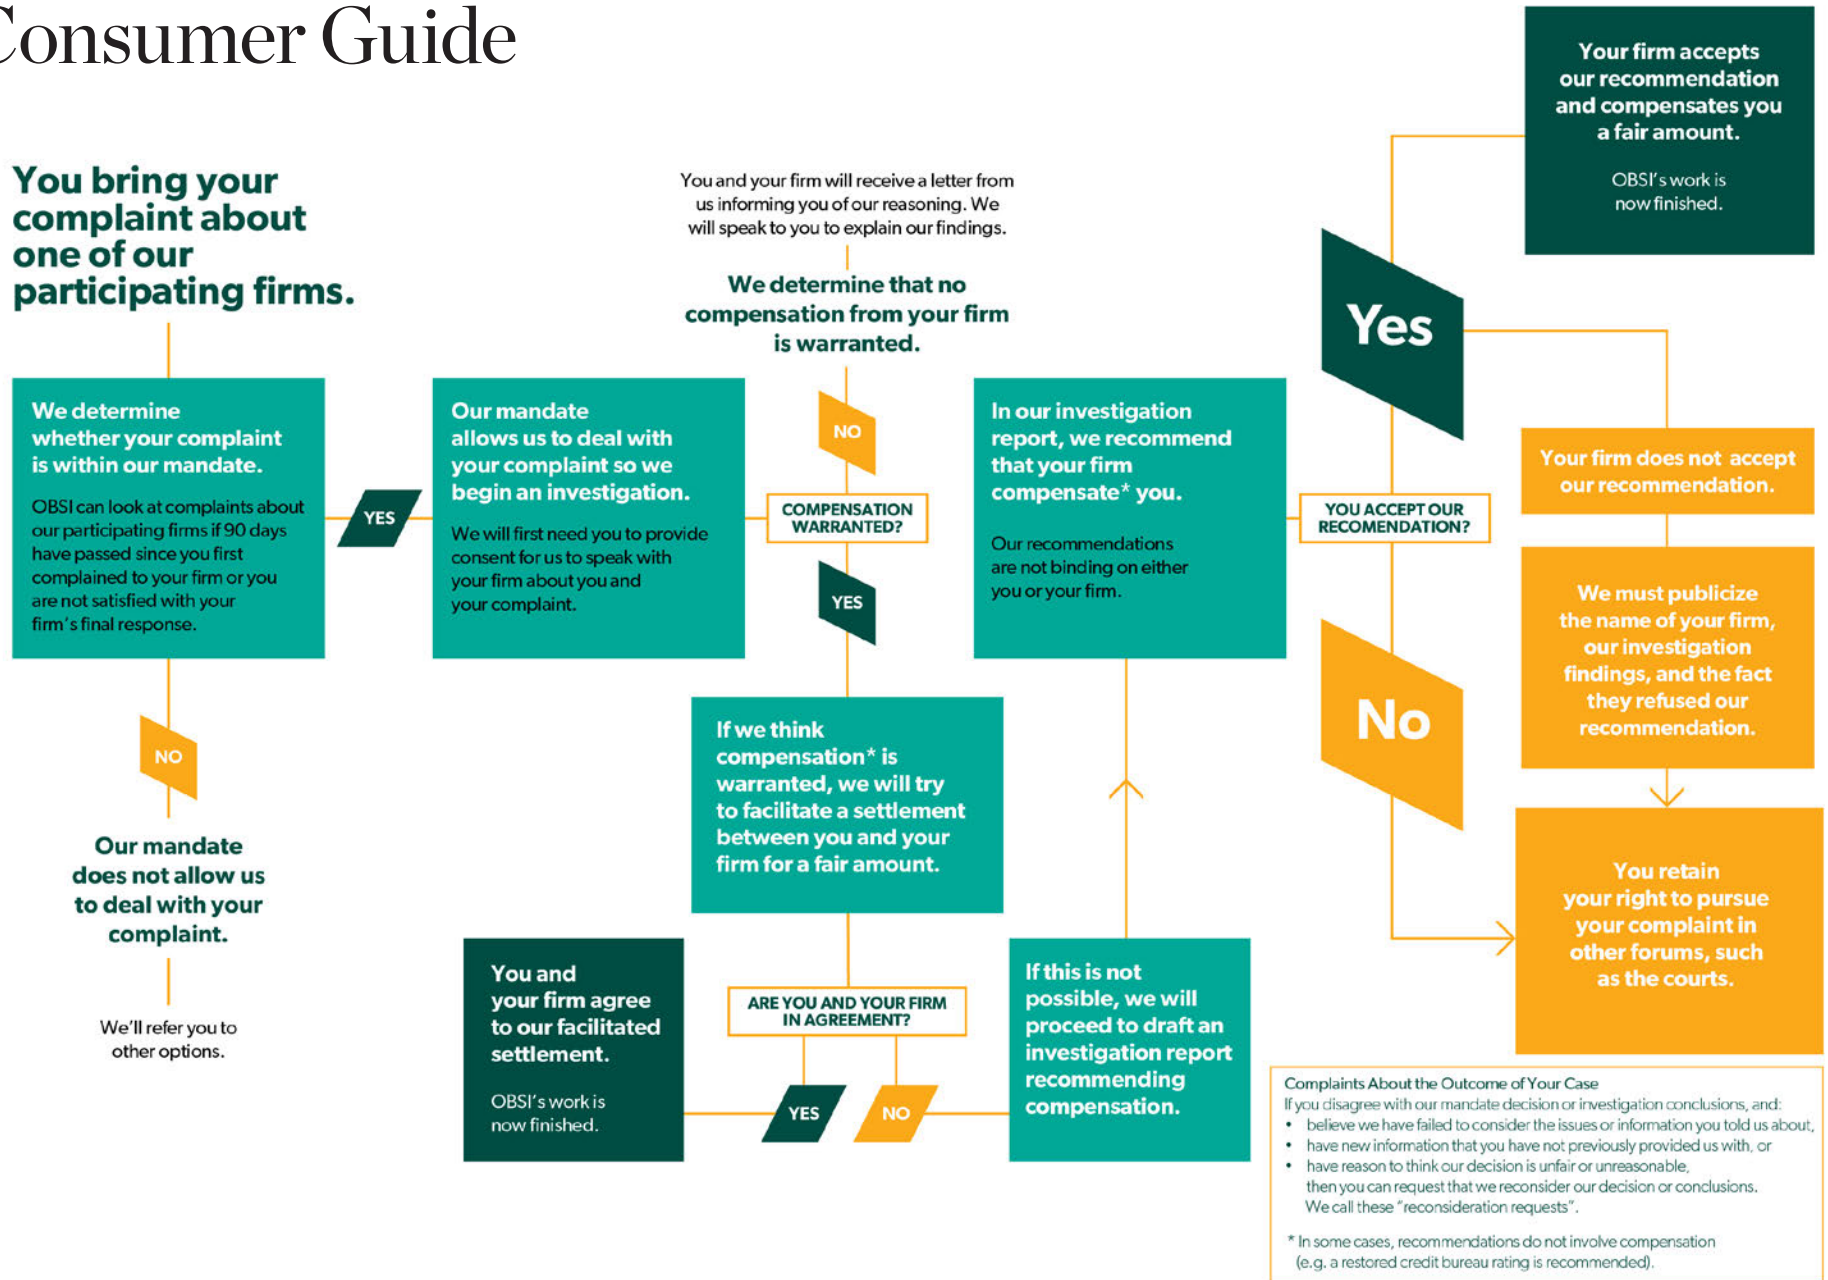 Consumer Guide
You bring your
complaint about
one of our
participating firms.
We determine
whether your complaint
is within our mandate.
OBSI can look at complaints about
our participating firms if 90 days
have passed since you first
complained to your firm or you
are not satisfied with your
firm's final response.
NO
Our mandate
does not allow us
to deal with your
complaint.
We'll refer you to
other options.
YES
Our mandate
allows us to deal with
your complaint so we
begin an investigation.
We will first need you to provide
consent for us to speak with
your firm about you and
your complaint.
COMPENSATION
WARRANTED?
NO
We determine that no
compensation from your firm
is warranted.
You and your firm will receive a letter from
us informing you of our reasoning. We
will speak to you to explain our findings.
YES
If we think
compensation* is
warranted, we will try
to facilitate a settlement
between you and your
firm for a fair amount.
ARE YOU AND YOUR FIRM
IN AGREEMENT?
YES
You and
your firm agree
to our facilitated
settlement.
OBSI's work is
now finished.
NO
If this is not
possible, we will
proceed to draft an
investigation report
recommending
compensation.
In our investigation
report, we recommend
that your firm
compensate* you.
Our recommendations
are not binding on either
you or your firm.
YOU ACCEPT OUR
RECOMENDATION?
Yes
Your firm accepts
our recommendation
and compensates you
a fair amount.
OBSI's work is
now finished.
Your firm does not accept
our recommendation.
We must publicize
the name of your firm,
our investigation
findings, and the fact
they refused our
recommendation.
No
You retain
your right to pursue
your complaint in
other forums, such
as the courts.
Complaints About the Outcome of Your Case
If you disagree with our mandate decision or investigation conclusions, and:
• believe we have failed to consider the issues or information you told us about,
• have new information that you have not previously provided us with, or
• have reason to think our decision is unfair or unreasonable,
then you can request that we reconsider our decision or conclusions.
We call these "reconsideration requests".
* In some cases, recommendations do not involve compensation
(e.g. a restored credit bureau rating is recommended).